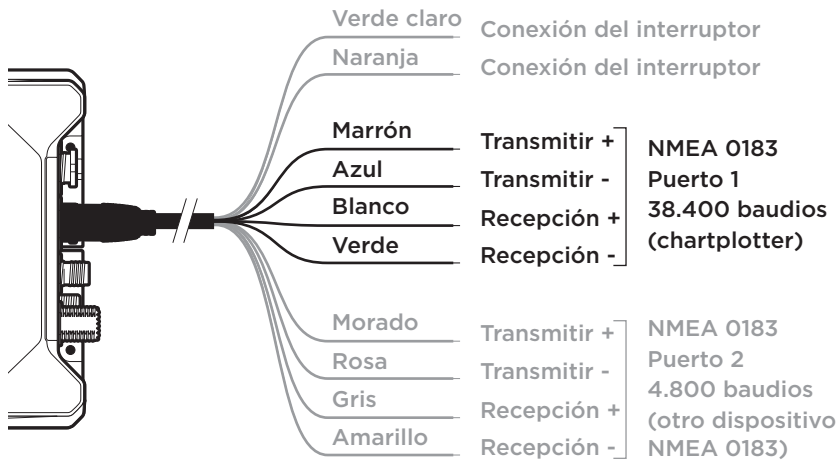 Verde claro Conexión del interruptor
Naranja Conexión del interruptor
Marrón Transmitir +
Azul Transmitir -
Blanco Recepción +
Verde Recepción -
NMEA 0183
Puerto 1
38.400 baudios
(chartplotter)
Morado Transmitir +
Rosa Transmitir -
Gris Recepción +
Amarillo Recepción -
NMEA 0183
Puerto 2
4.800 baudios
(otro dispositivo
NMEA 0183)